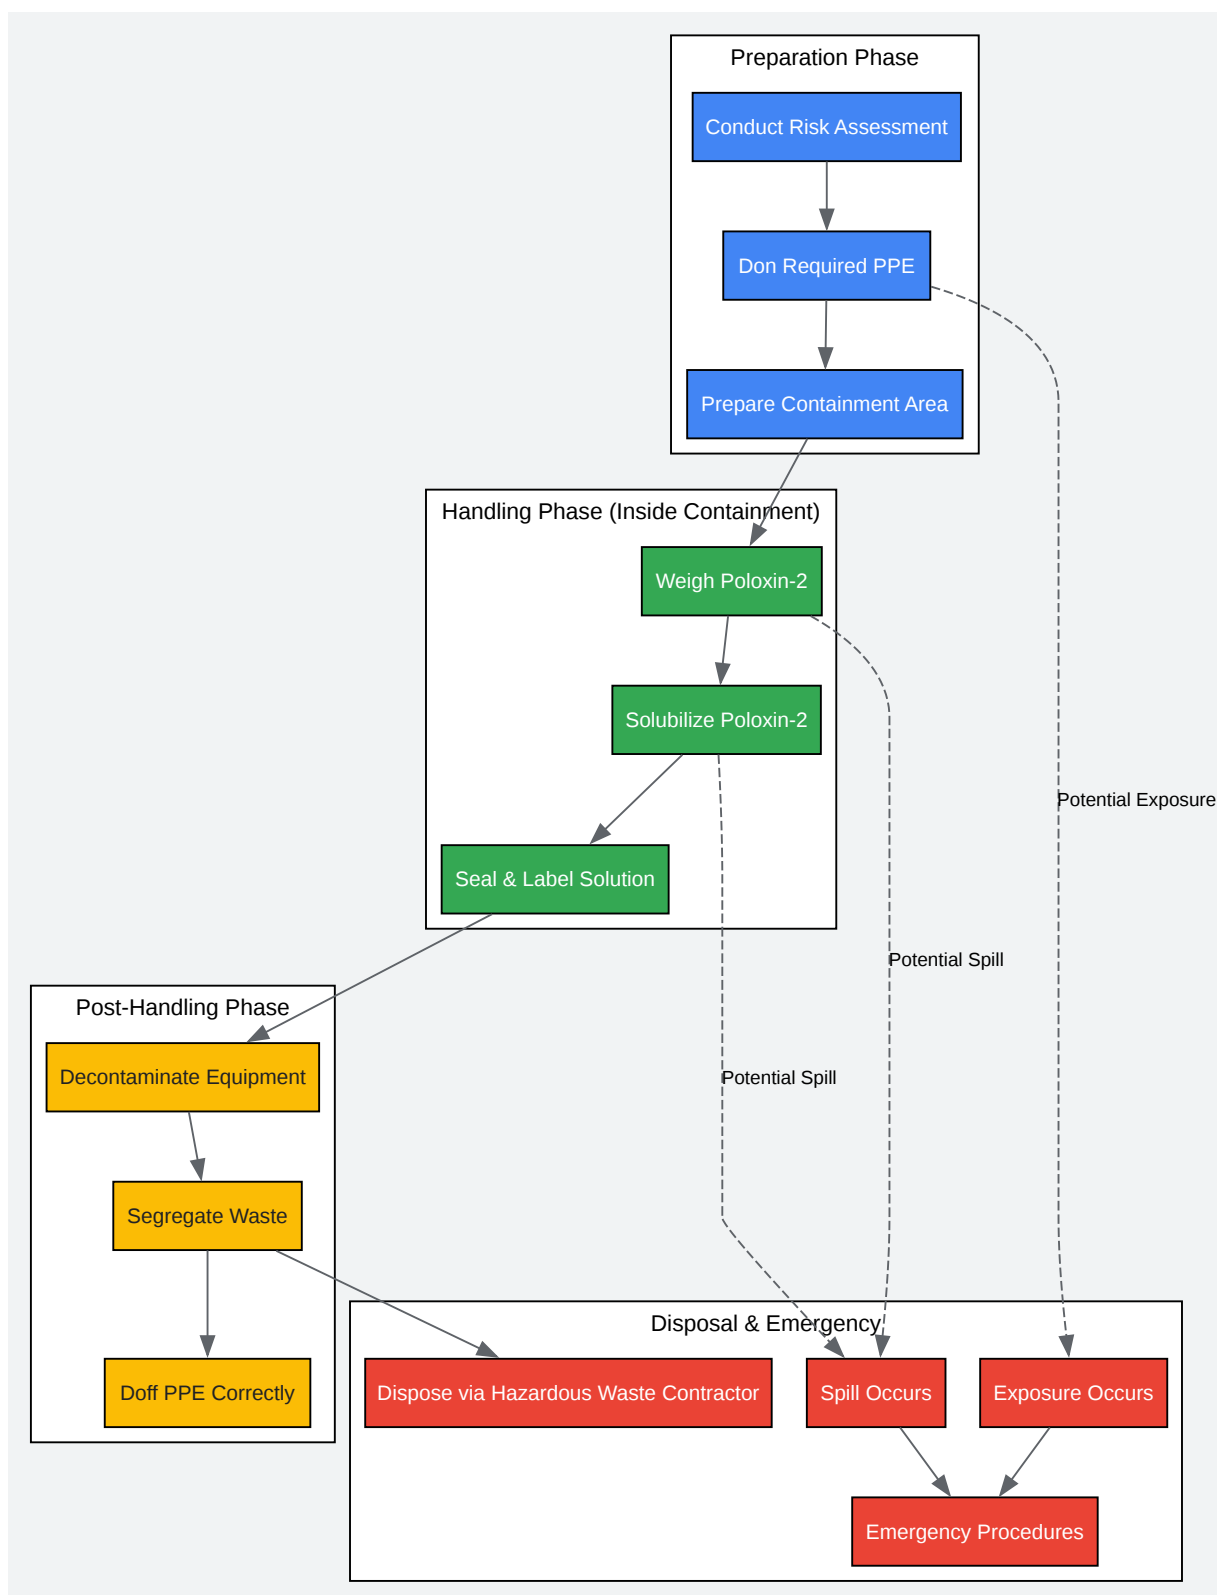 Preparation Phase
Conduct Risk Assessment
Don Required PPE
Prepare Containment Area
Handling Phase (Inside Containment)
Weigh Poloxin-2
Solubilize Poloxin-2
Potential Exposure
Seal & Label Solution
Potential Spill
Post-Handling Phase
Decontaminate Equipment
Potential Spill
Segregate Waste
Disposal & Emergency
Doff PPE Correctly
Dispose via Hazardous Waste Contractor
Spill Occurs
Exposure Occurs
Emergency Procedures